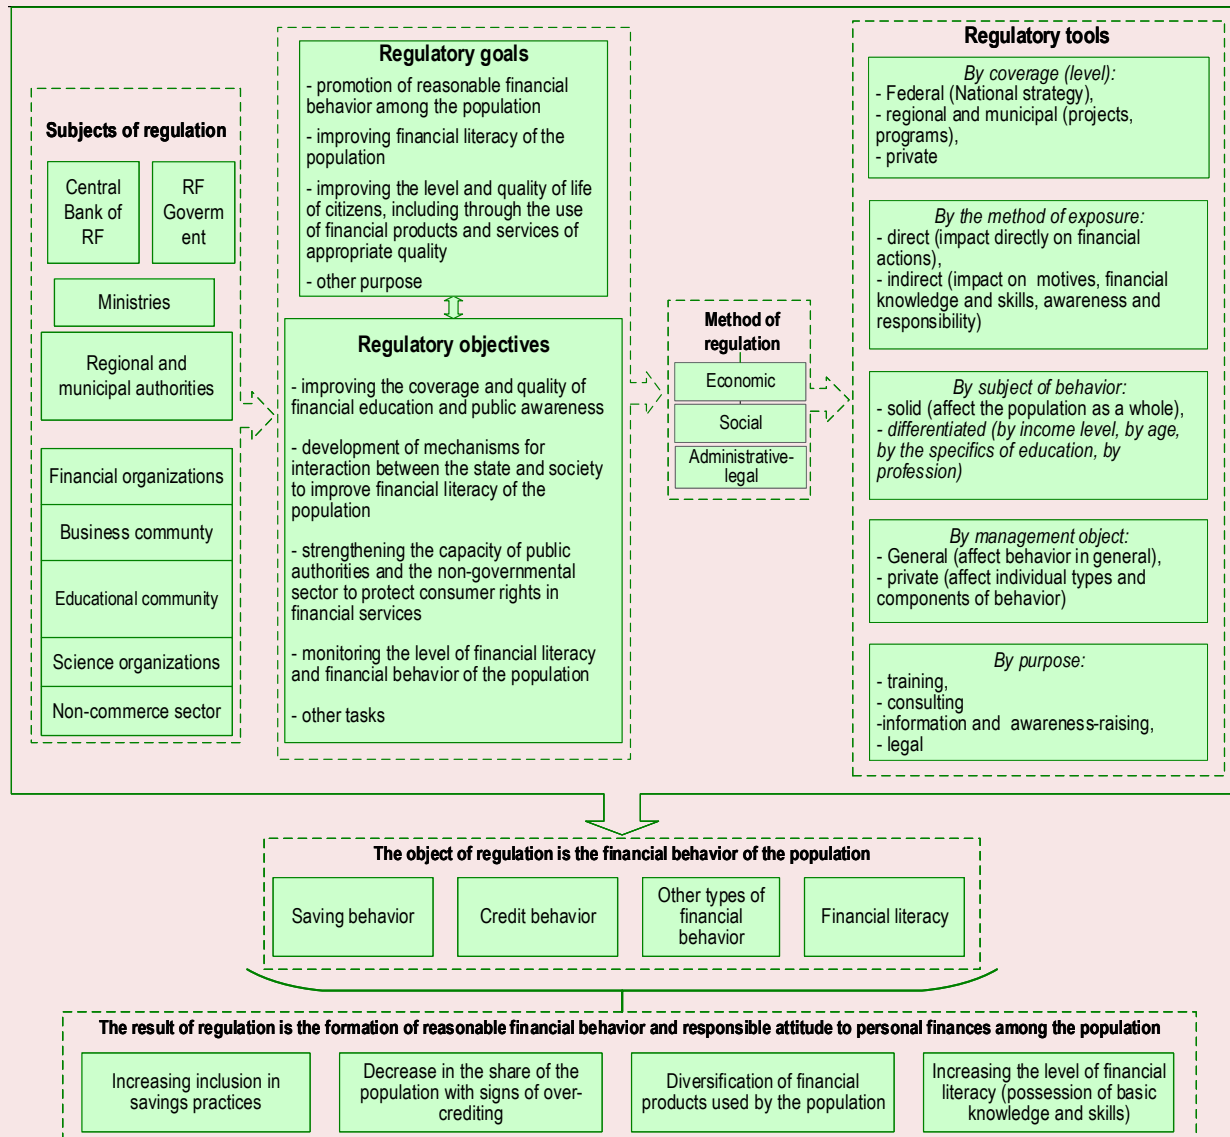 Subjects of regulation
Central
Bank of
RF
RF
Governm
ent
Ministries
Regional and
municipal authorities
Financial organizations
Business communty
Educational community
Science organizations
Non-commerce sector
Regulatory goals
- promotion of reasonable financial
behavior among the population
- improving financial literacy of the
population
- improving the level and quality of life
of citizens, including through the use
of financial products and services of
appropriate quality
- other purpose
Regulatory objectives
- improving the coverage and quality of
financial education and public awareness
- development of mechanisms for
interaction between the state and society
to improve financial literacy of the
population
- strengthening the capacity of public
authorities and the non-governmental
sector to protect consumer rights in
financial services
- monitoring the level of financial literacy
and financial behavior of the population
- other tasks
Method of
regulation
Economic
Social
Administrative-
legal
Regulatory tools
By coverage (level):
- Federal (National strategy),
- regional and municipal (projects,
programs),
- private
By the method of exposure:
- direct (impact directly on financial
actions),
- indirect (impact on motives, financial
knowledge and skills, awareness and
responsibility)
By subject of behavior:
- solid (affect the population as a whole),
- differentiated (by income level, by age,
by the specifics of education, by
profession)
By management object:
- General (affect behavior in general),
- private (affect individual types and
components of behavior)
By purpose:
- training,
- consulting
-information and awareness-raising,
- legal
The object of regulation is the financial behavior of the population
Saving behavior
Credit behavior
Other types of
financial
behavior
Financial literacy
The result of regulation is the formation of reasonable financial behavior and responsible attitude to personal finances among the population
Increasing inclusion in
savings practices
Decrease in the share of the
population with signs of over-
crediting
Diversification of financial
products used by the population
Increasing the level of financial
literacy (possession of basic
knowledge and skills)